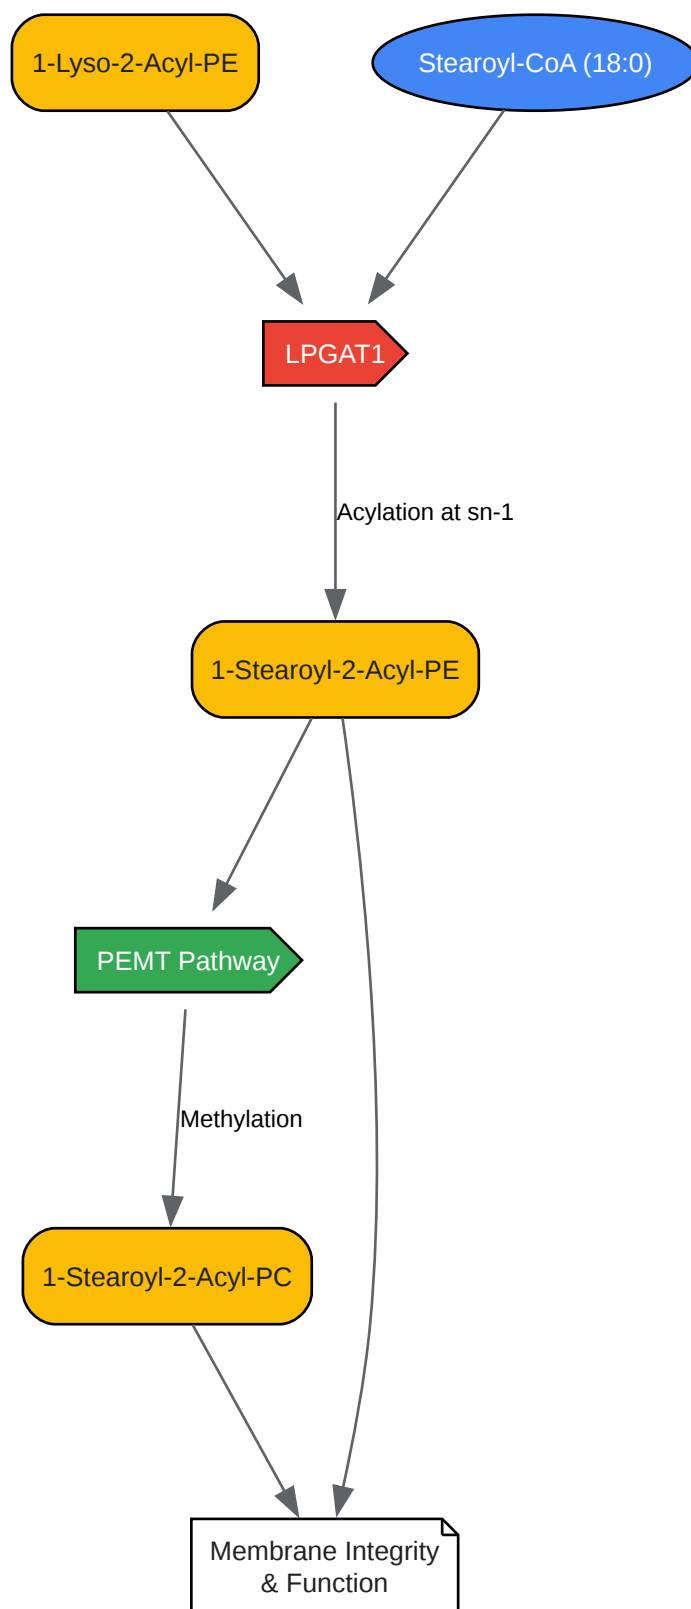 1-Lyso-2-Acyl-PE
Stearoyl-CoA (18:0)
LPGAT1
Acylation at sn-1
1-Stearoyl-2-Acyl-PE
PEMT Pathway
Methylation
1-Stearoyl-2-Acyl-PC
Membrane Integrity
& Function